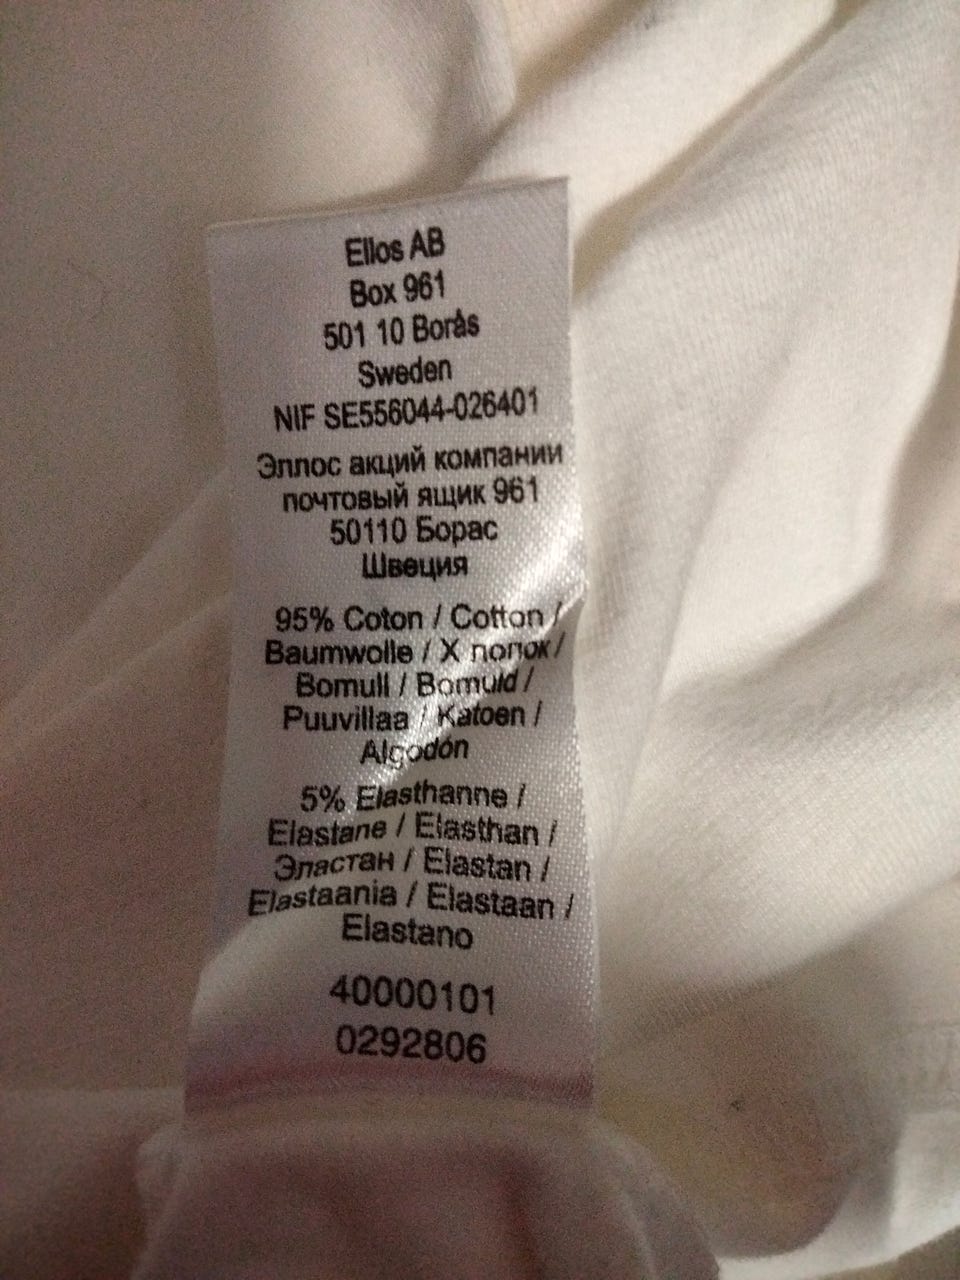 Ellos AB
Box 961
501 10 Borås
Sweden
NIF SE556044-026401
Эллос акций компании
почтовый ящик 961
50110 Борас
Швеция
95% Coton / Cotton /
Baumwolle / Х лопок /
Bomull / Bomuld /
Puuvillaa / Katoen /
Algodón
5% Elasthanne /
Elastane / Elasthan /
Эластан / Elastan /
Elastaania / Elastaan /
Elastano
40000101
0292806